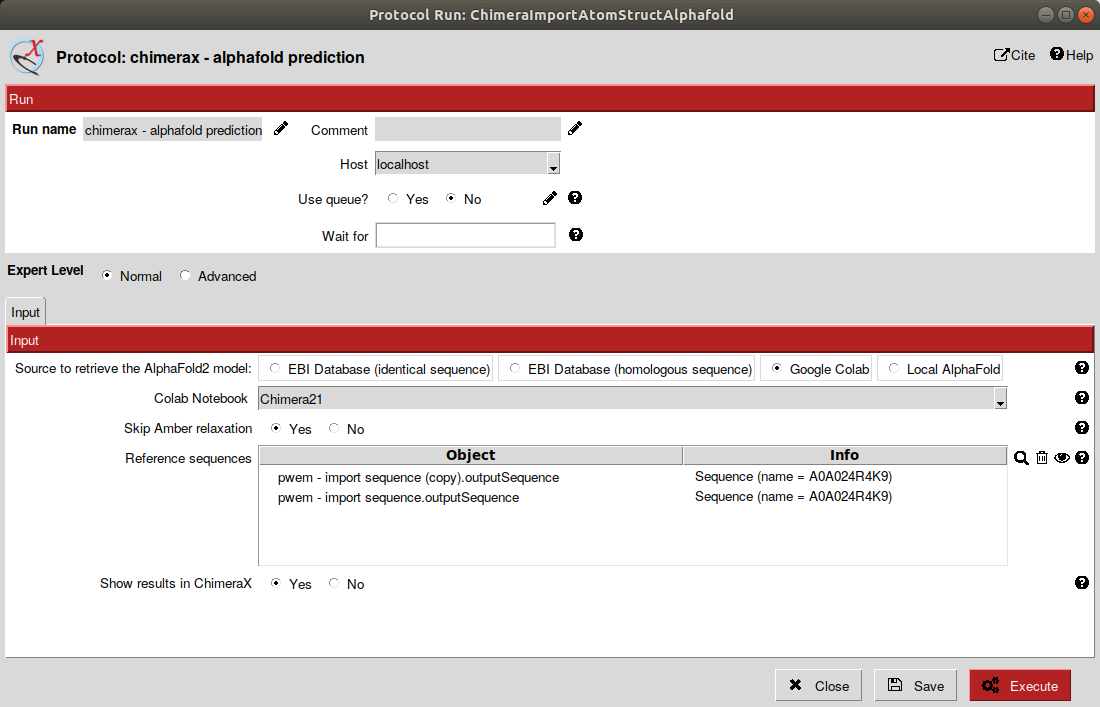 Protocol Run: ChimeraImportAtomStructAlphafold
Protocol: chimerax - alphafold prediction
Cite
Help
Run
Run name chimerax - alphafold prediction Comment
Host localhost
Use queue? Yes No
Wait for
Expert Level Normal Advanced
Input
Input
Source to retrieve the AlphaFold2 model: EBI Database (identical sequence) EBI Database (homologous sequence) Google Colab Local AlphaFold
Colab Notebook Chimera21
Skip Amber relaxation Yes No
Reference sequences Object Info
pwem - import sequence (copy).outputSequence Sequence (name = A0A024R4K9)
pwem - import sequence.outputSequence Sequence (name = A0A024R4K9)
Show results in ChimeraX Yes No
Close Save Execute